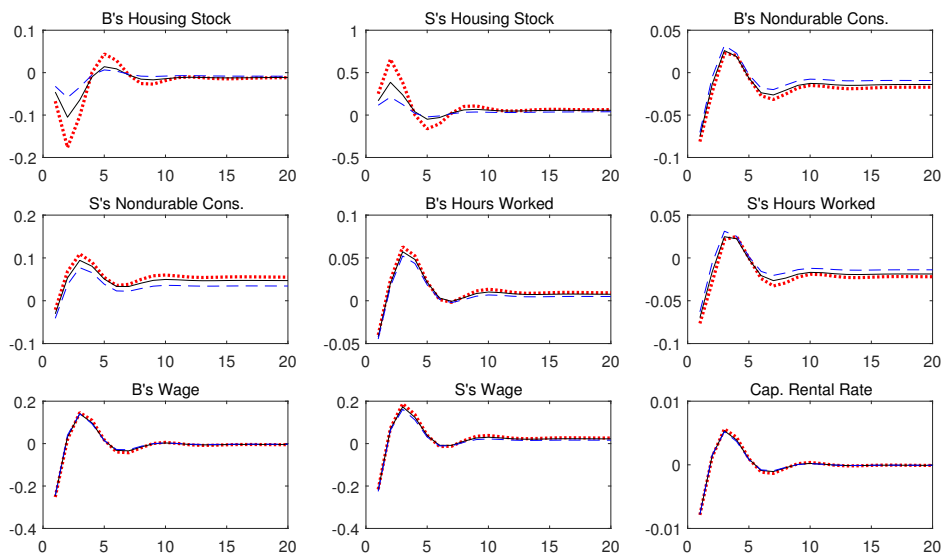 B's Housing Stock
0.1
0
-0.1
-0.2
0 5 10 15 20
S's Housing Stock
1
0.5
0
-0.5
0 5 10 15 20
B's Nondurable Cons.
0.05
0
-0.05
-0.1
0 5 10 15 20
S's Nondurable Cons.
0.2
0.1
0
-0.1
0 5 10 15 20
B's Hours Worked
0.1
0.05
0
-0.05
0 5 10 15 20
S's Hours Worked
0.05
0
-0.05
-0.1
0 5 10 15 20
B's Wage
0.2
0
-0.2
-0.4
0 5 10 15 20
S's Wage
0.2
0
-0.2
-0.4
0 5 10 15 20
Cap. Rental Rate
0.01
0
-0.01
0 5 10 15 20